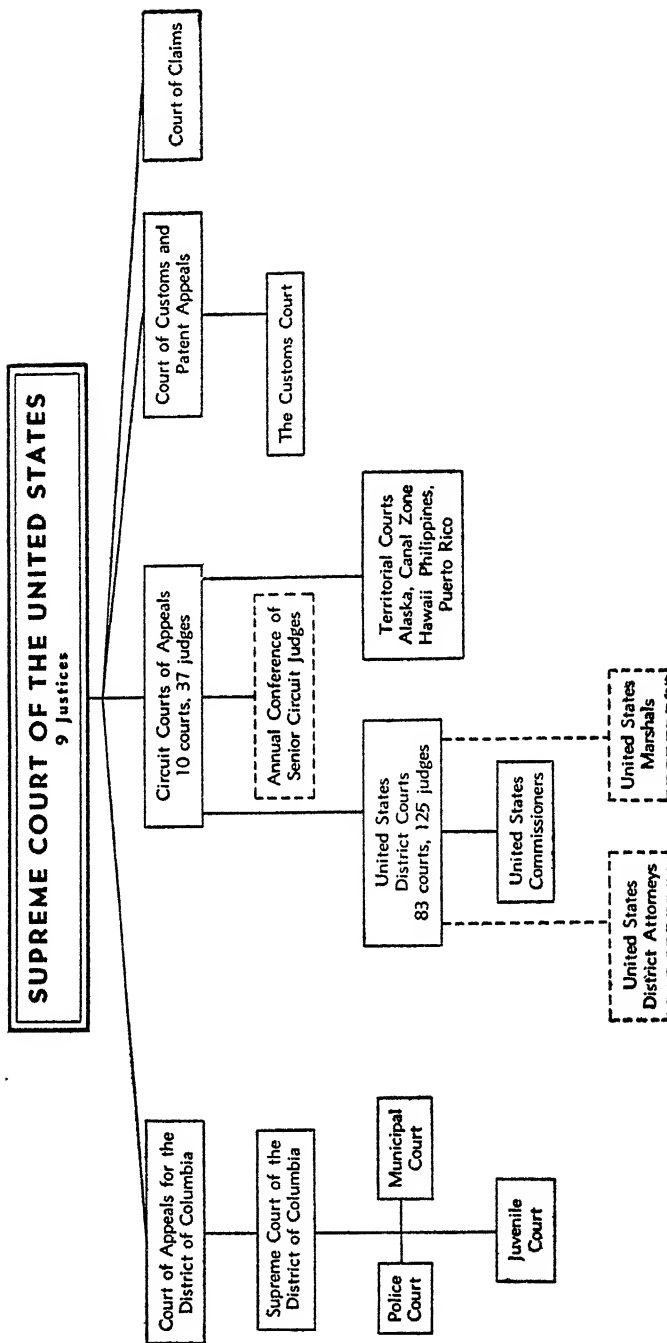 SUPREME COURT OF THE UNITED STATES
9 Justices
Court of Appeals for the
District of Columbia
Circuit Courts of Appeals
10 courts, 37 judges
Court of Customs and
Patent Appeals
Court of Claims
Supreme Court of the
District of Columbia
Annual Conference of
Senior Circuit Judges
The Customs Court
Police
Court
Municipal
Court
United States
District Courts
83 courts, 125 judges
Territorial Courts
Alaska, Canal Zone
Hawaii Philippines,
Puerto Rico
Juvenile
Court
United States
Commissioners
United States
District Attorneys
United States
Marshals